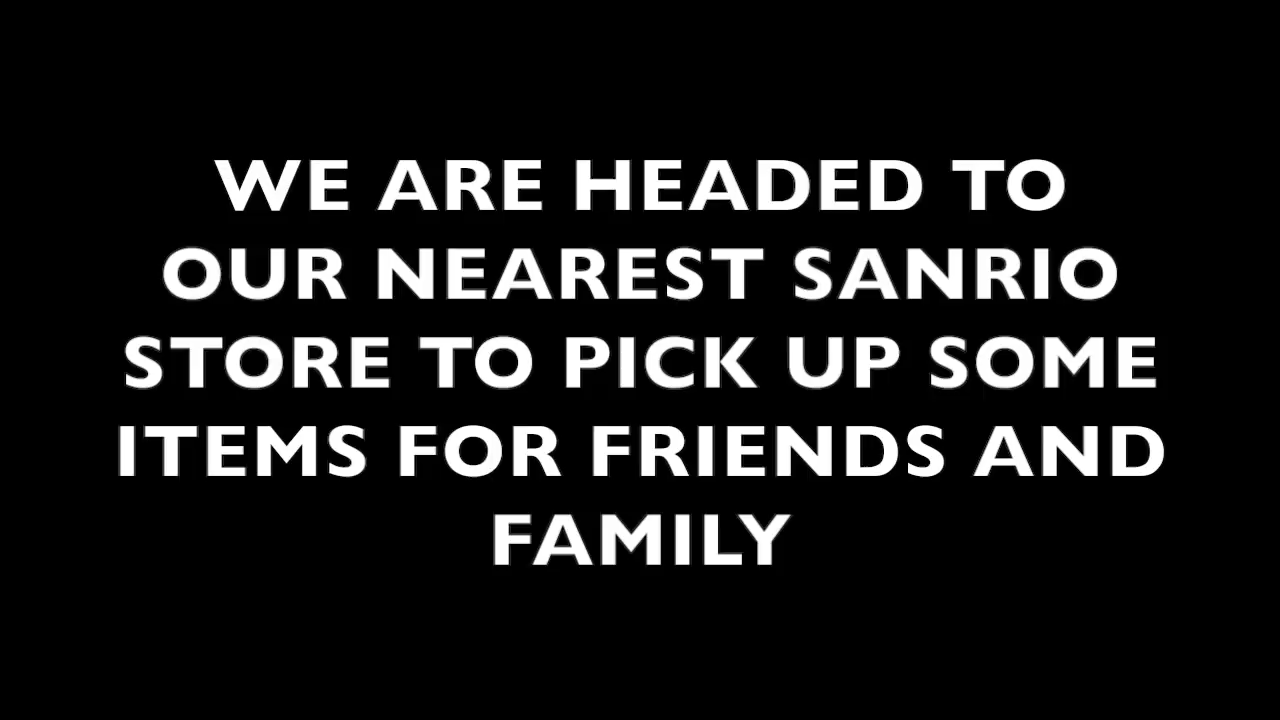 WE ARE HEADED TO
OUR NEAREST SANRIO
STORE TO PICK UP SOME
ITEMS FOR FRIENDS AND
FAMILY